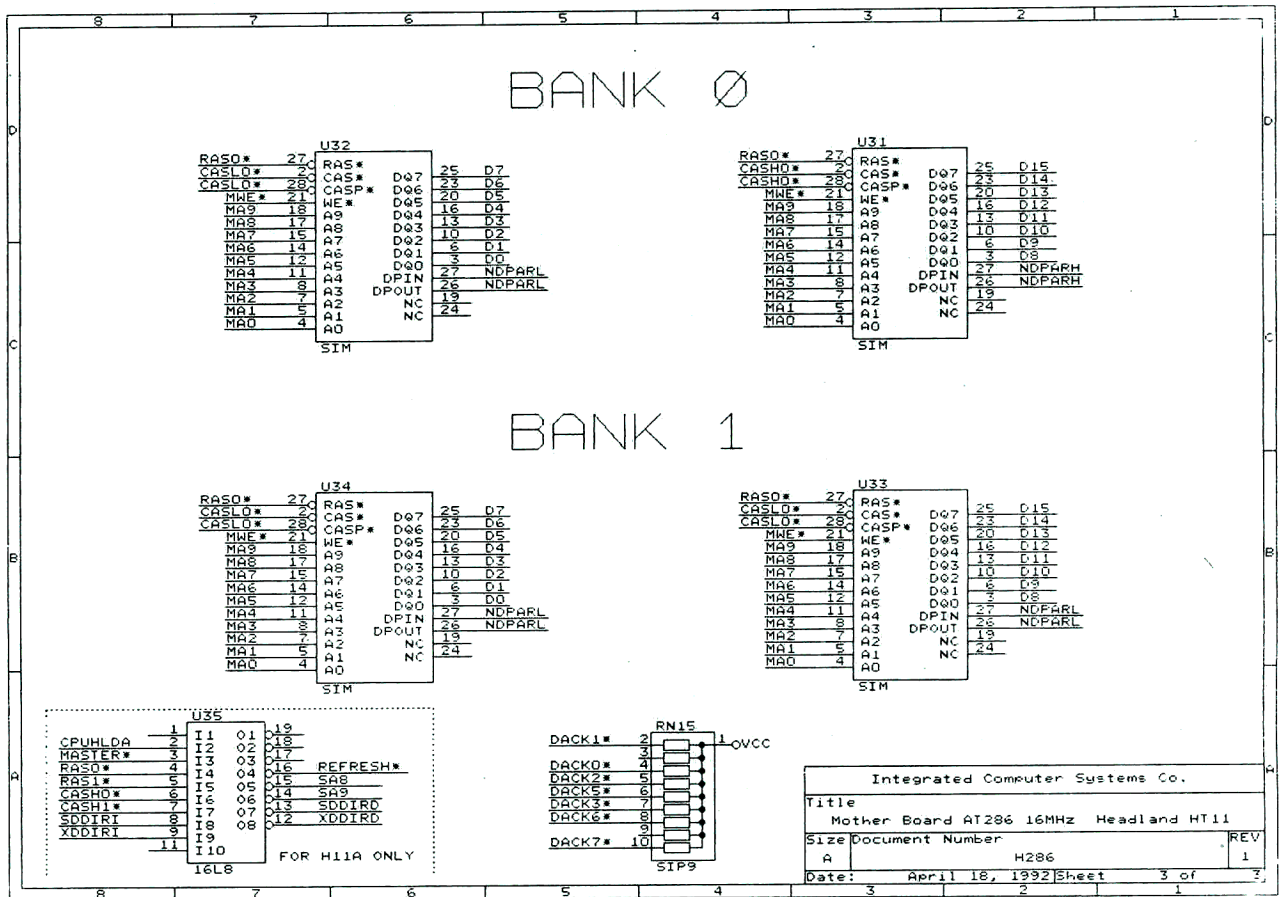 8 7 6 5 4 3 2 1
D
C
B
A
BANK 0
U32
RAS0* 27 RAS*
CASL0* 2 CAS*
CASL0* 28 CASP*
MWE* 21 WE*
MA9 18 A9
MA8 17 A8
MA7 15 A7
MA6 14 A6
MA5 12 A5
MA4 11 A4
MA3 8 A3
MA2 7 A2
MA1 5 A1
MA0 4 A0
DQ7 25 D7
DQ6 23 D6
DQ5 20 D5
DQ4 16 D4
DQ3 13 D3
DQ2 10 D2
DQ1 6 D1
DQ0 3 D0
DPIN 27 NDPARL
DPOUT 26 NDPARL
NC 19
NC 24
SIM
U31
RAS0* 27 RAS*
CASH0* 2 CAS*
CASH0* 28 CASP*
MWE* 21 WE*
MA9 18 A9
MA8 17 A8
MA7 15 A7
MA6 14 A6
MA5 12 A5
MA4 11 A4
MA3 8 A3
MA2 7 A2
MA1 5 A1
MA0 4 A0
DQ7 25 D15
DQ6 23 D14
DQ5 20 D13
DQ4 16 D12
DQ3 13 D11
DQ2 10 D10
DQ1 6 D9
DQ0 3 D8
DPIN 27 NDPARH
DPOUT 26 NDPARH
NC 19
NC 24
SIM
BANK 1
U34
RAS0* 27 RAS*
CASL0* 2 CAS*
CASL0* 28 CASP*
MWE* 21 WE*
MA9 18 A9
MA8 17 A8
MA7 15 A7
MA6 14 A6
MA5 12 A5
MA4 11 A4
MA3 8 A3
MA2 7 A2
MA1 5 A1
MA0 4 A0
DQ7 25 D7
DQ6 23 D6
DQ5 20 D5
DQ4 16 D4
DQ3 13 D3
DQ2 10 D2
DQ1 6 D1
DQ0 3 D0
DPIN 27 NDPARL
DPOUT 26 NDPARL
NC 19
NC 24
SIM
U33
RAS0* 27 RAS*
CASL0* 2 CAS*
CASL0* 28 CASP*
MWE* 21 WE*
MA9 18 A9
MA8 17 A8
MA7 15 A7
MA6 14 A6
MA5 12 A5
MA4 11 A4
MA3 8 A3
MA2 7 A2
MA1 5 A1
MA0 4 A0
DQ7 25 D15
DQ6 23 D14
DQ5 20 D13
DQ4 16 D12
DQ3 13 D11
DQ2 10 D10
DQ1 6 D9
DQ0 3 D8
DPIN 27 NDPARL
DPOUT 26 NDPARL
NC 19
NC 24
SIM
U35
1 I1
CPUHLDA 2 I2
MASTER* 3 I3
RAS0* 4 I4
RAS1* 5 I5
CASH0* 6 I6
CASH1* 7 I7
SDDIRI 8 I8
XDDIRI 9 I9
11 I10
O1 19
O2 18
O3 17
O4 16 REFRESH*
O5 15 SA8
O6 14 SA9
O7 13 SDDIRD
O8 12 XDDIRD
16L8
FOR H11A ONLY
RN15
DACK1* 2
3
DACK0* 4
DACK2* 5
DACK5* 6
DACK3* 7
DACK6* 8
9
DACK7* 10
1 VCC
SIP9
Integrated Computer Systems Co.
Title
Mother Board AT286 16MHz Headland HT11
Size Document Number REV
A H286 1
Date: April 18, 1992 Sheet 3 of 3
8 7 6 5 4 3 2 1
D
C
B
A